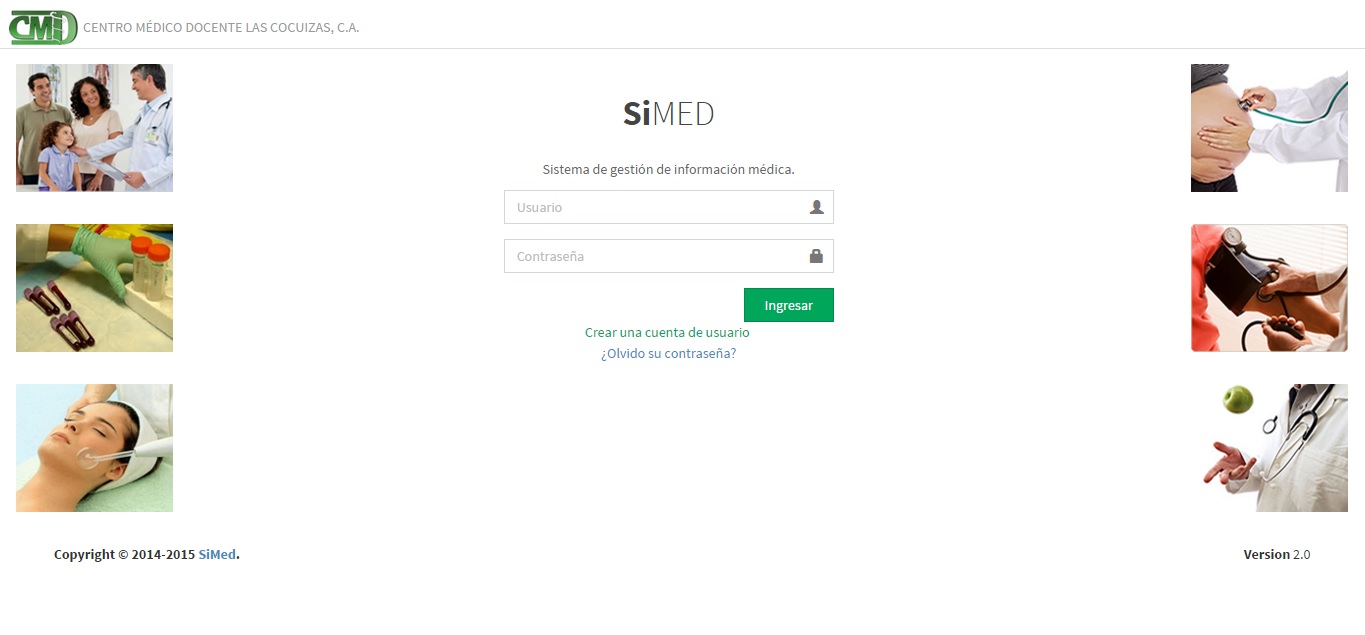 CMD CENTRO MÉDICO DOCENTE LAS COCUIZAS, C.A.
SiMED
Sistema de gestión de información médica.
Usuario
Contraseña
Ingresar
Crear una cuenta de usuario
¿Olvido su contraseña?
Copyright © 2014-2015 SiMed.
Version 2.0